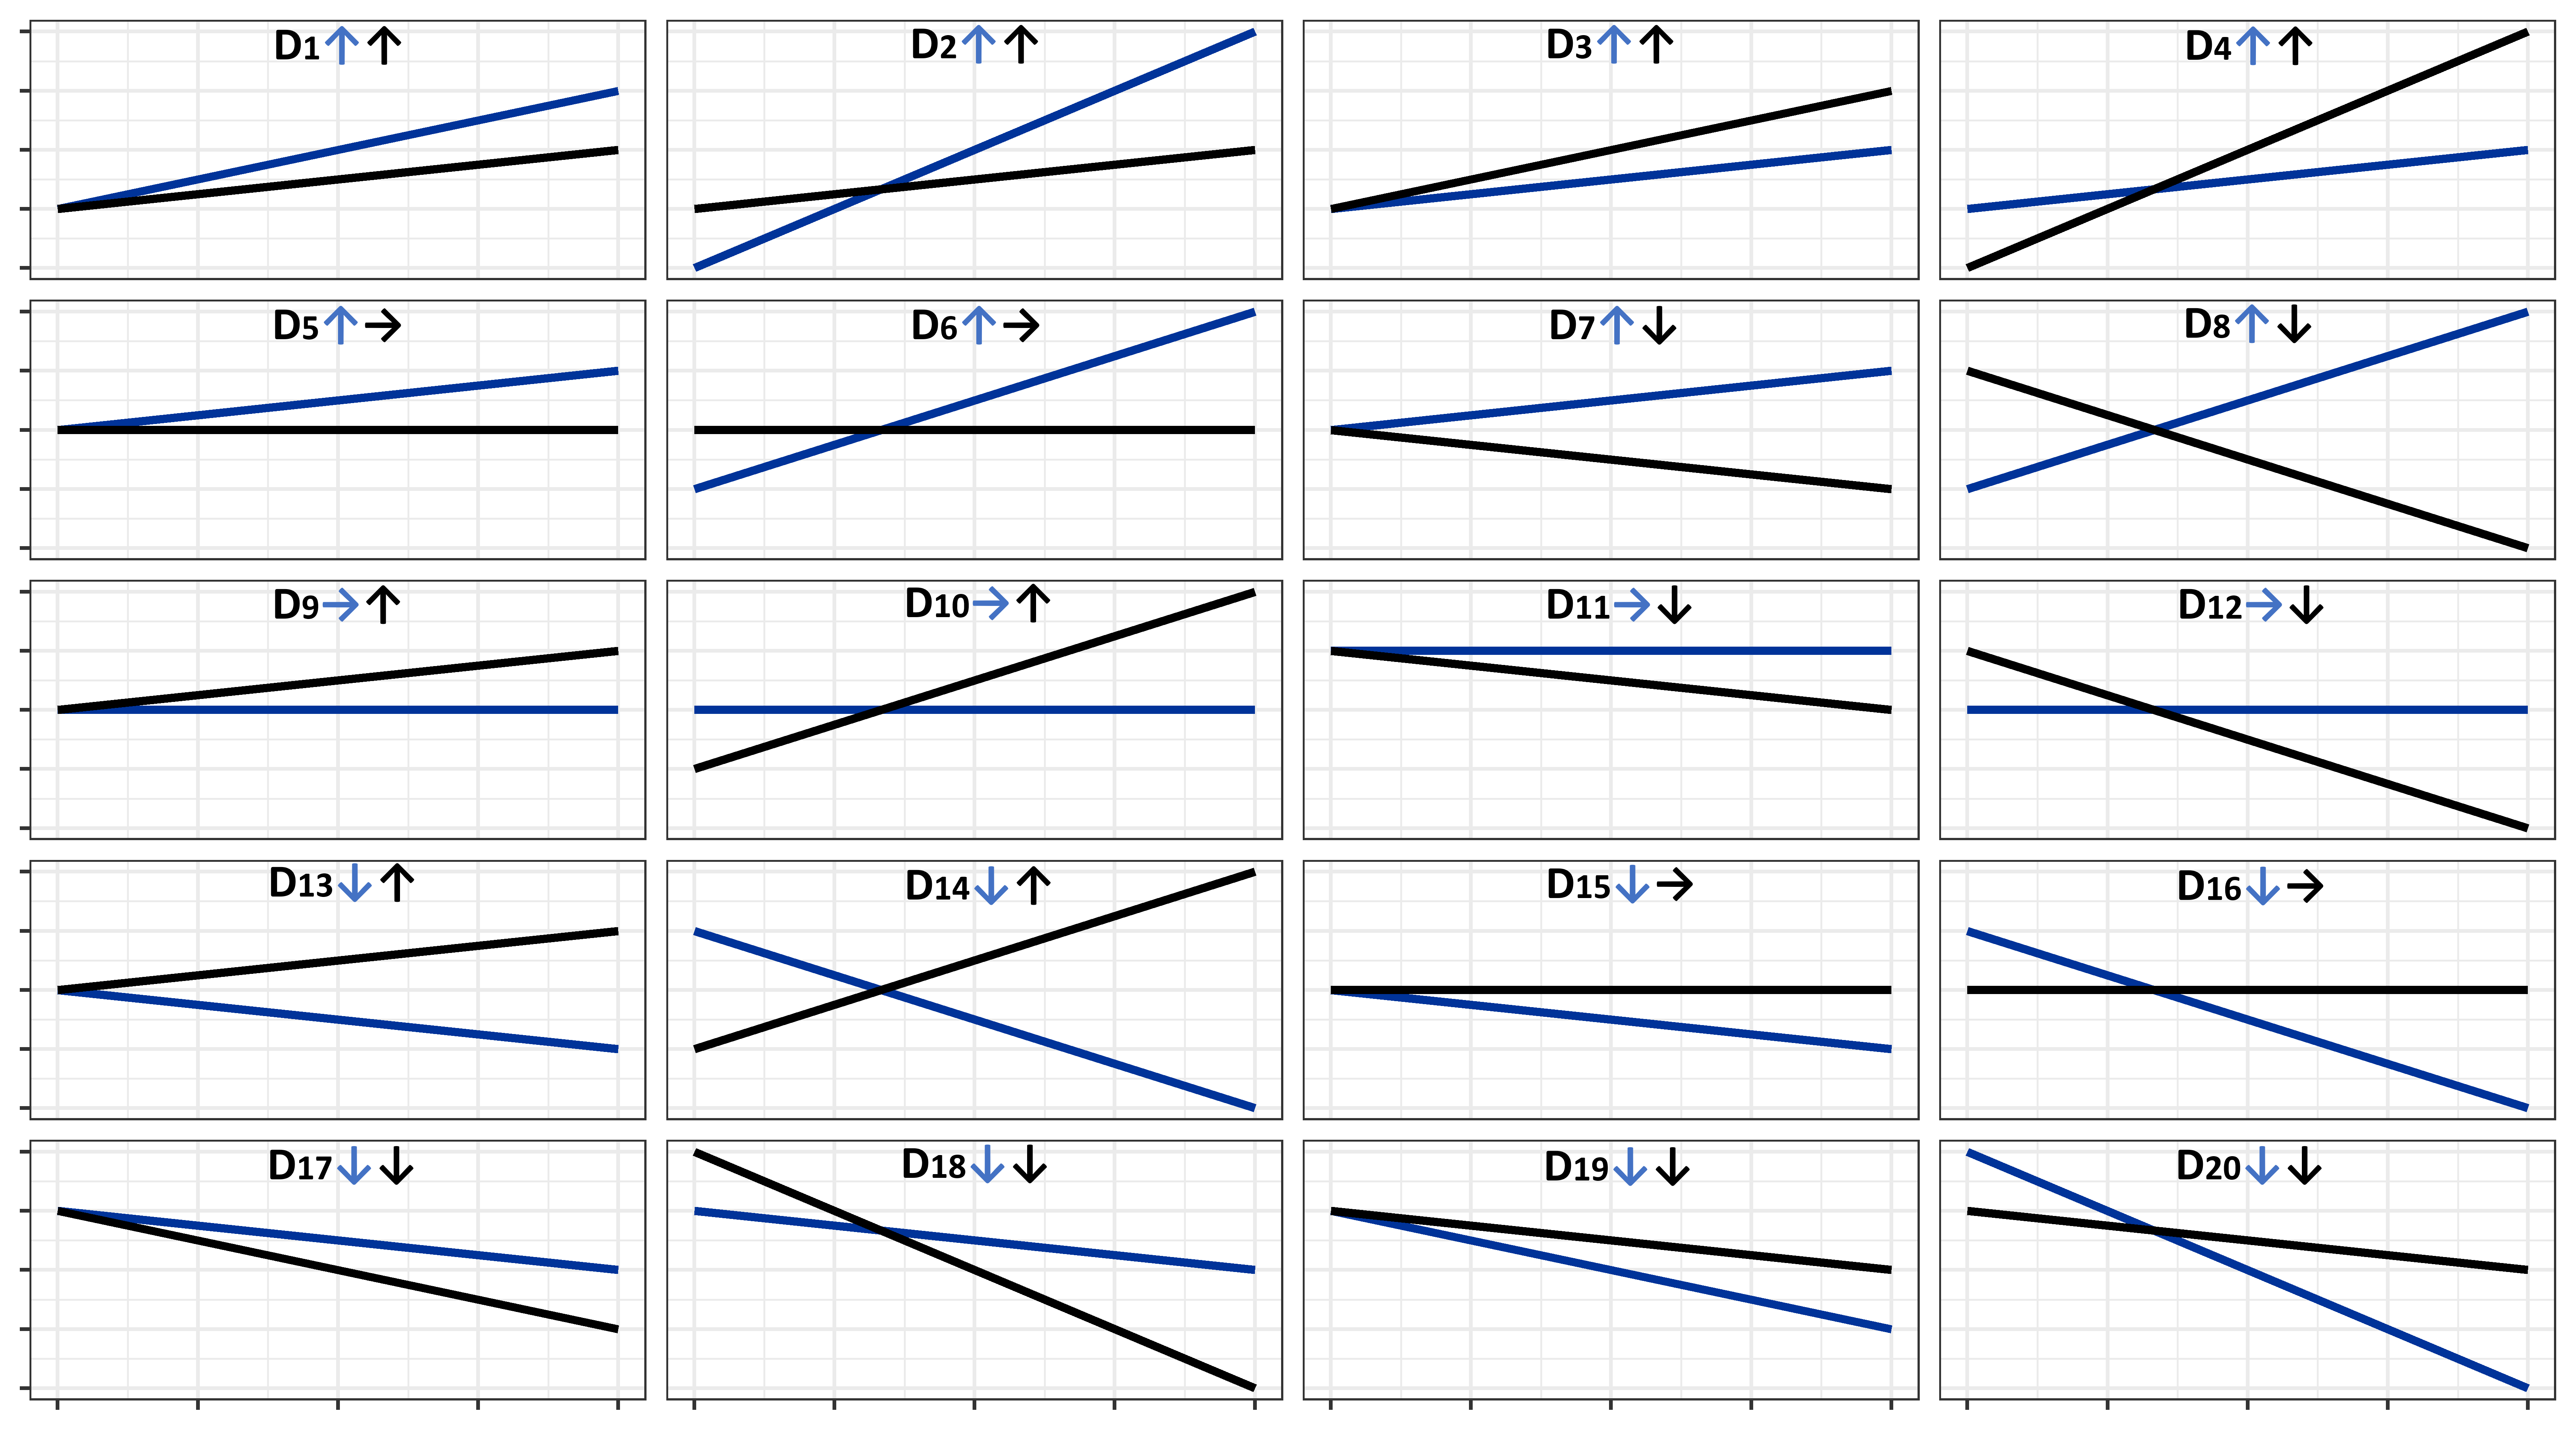 D1↑↑
D2↑↑
D3↑↑
D4↑↑
D5↑→
D6↑→
D7↑↓
D8↑↓
D9→↑
D10→↑
D11→↓
D12→↓
D13↓↑
D14↓↑
D15↓→
D16↓→
D17↓↓
D18↓↓
D19↓↓
D20↓↓